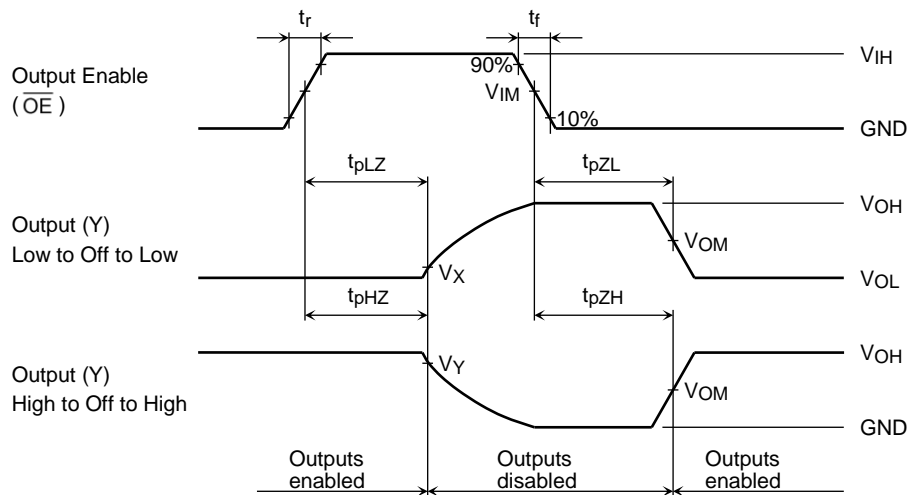 tr
tf
VIH
Output Enable
( OE )
90%
VIM
10%
GND
tpLZ
tpZL
VOH
Output (Y)
Low to Off to Low
VOM
VX
VOL
tpHZ
tpZH
VOH
Output (Y)
High to Off to High
VY
VOM
GND
Outputs
enabled
Outputs
disabled
Outputs
enabled